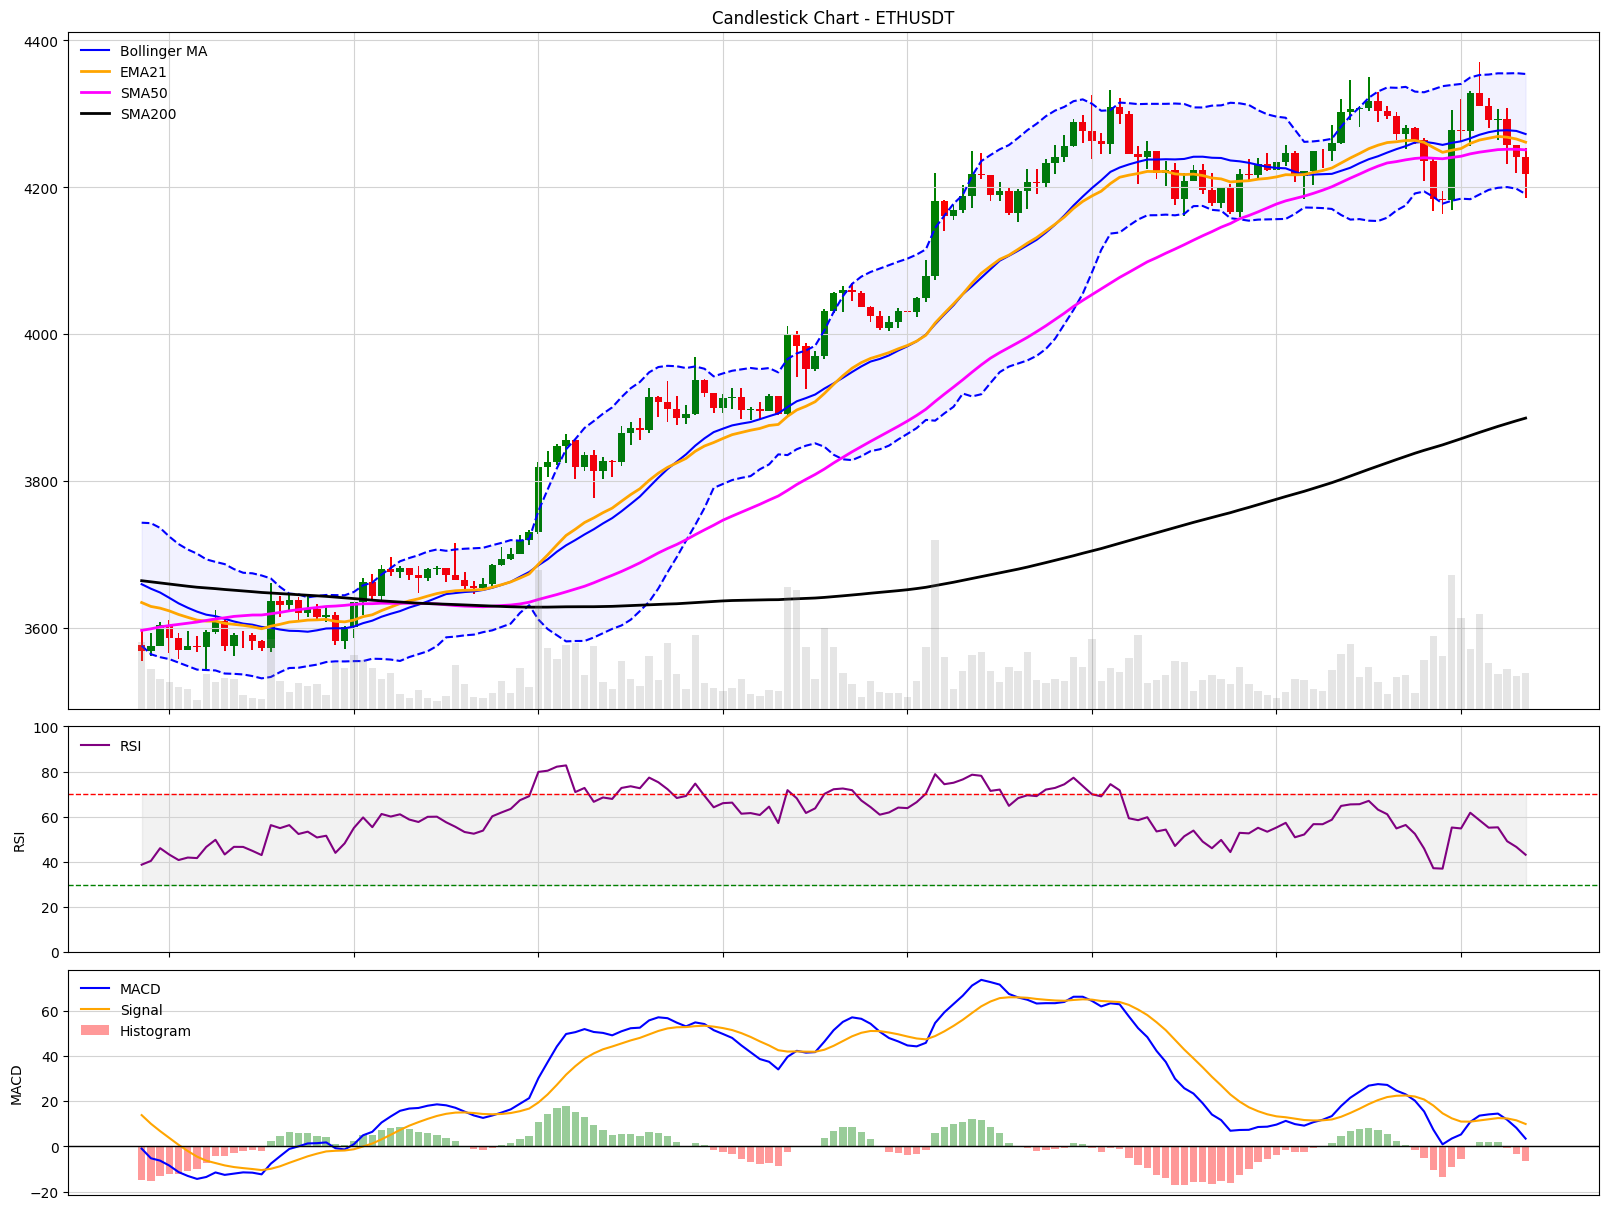 Candlestick Chart - ETHUSDT
Bollinger MA
EMA21
SMA50
SMA200
4400
4200
4000
3800
3600
RSI
100
80
60
40
20
0
RSI
MACD
Signal
Histogram
60
40
20
0
−20
MACD